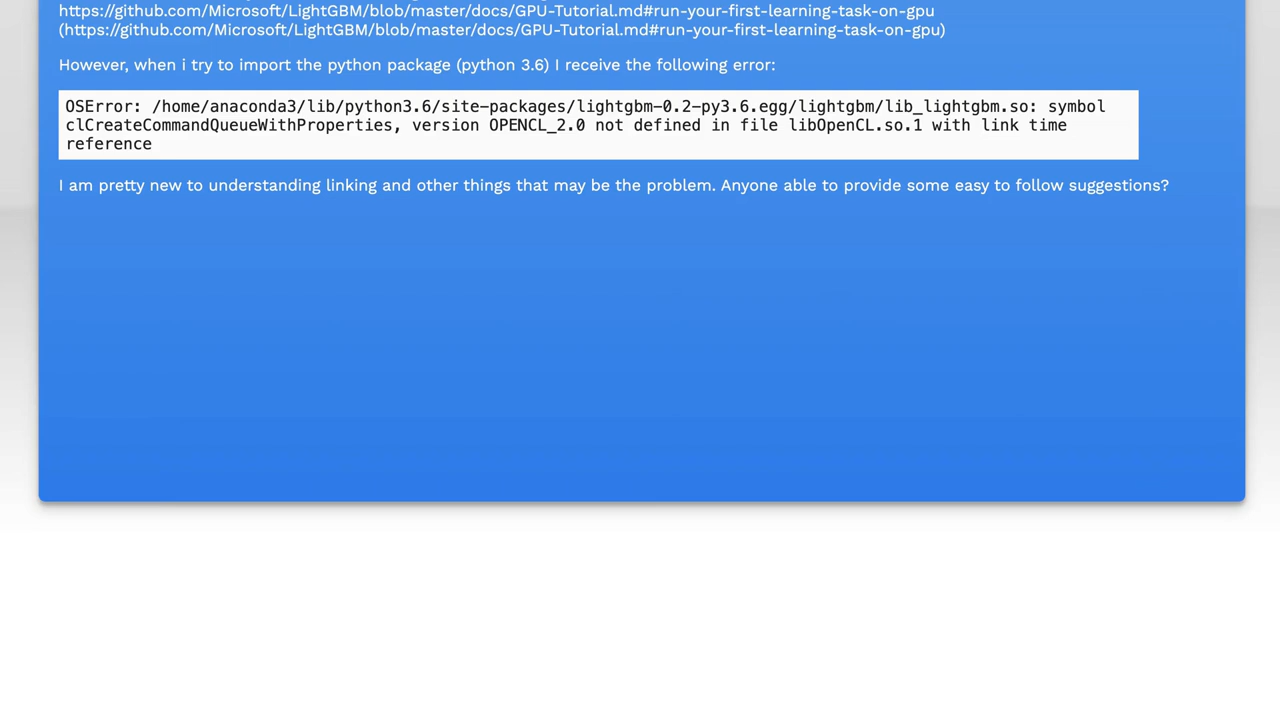 https://github.com/Microsoft/LightGBM/blob/master/docs/GPU-Tutorial.md#run-your-first-learning-task-on-gpu
(https://github.com/Microsoft/LightGBM/blob/master/docs/GPU-Tutorial.md#run-your-first-learning-task-on-gpu)
However, when i try to import the python package (python 3.6) I receive the following error:
OSError: /home/anaconda3/lib/python3.6/site-packages/lightgbm-0.2-py3.6.egg/lightgbm/lib_lightgbm.so: symbol
clCreateCommandQueueWithProperties, version OPENCL_2.0 not defined in file libOpenCL.so.1 with link time
reference
I am pretty new to understanding linking and other things that may be the problem. Anyone able to provide some easy to follow suggestions?